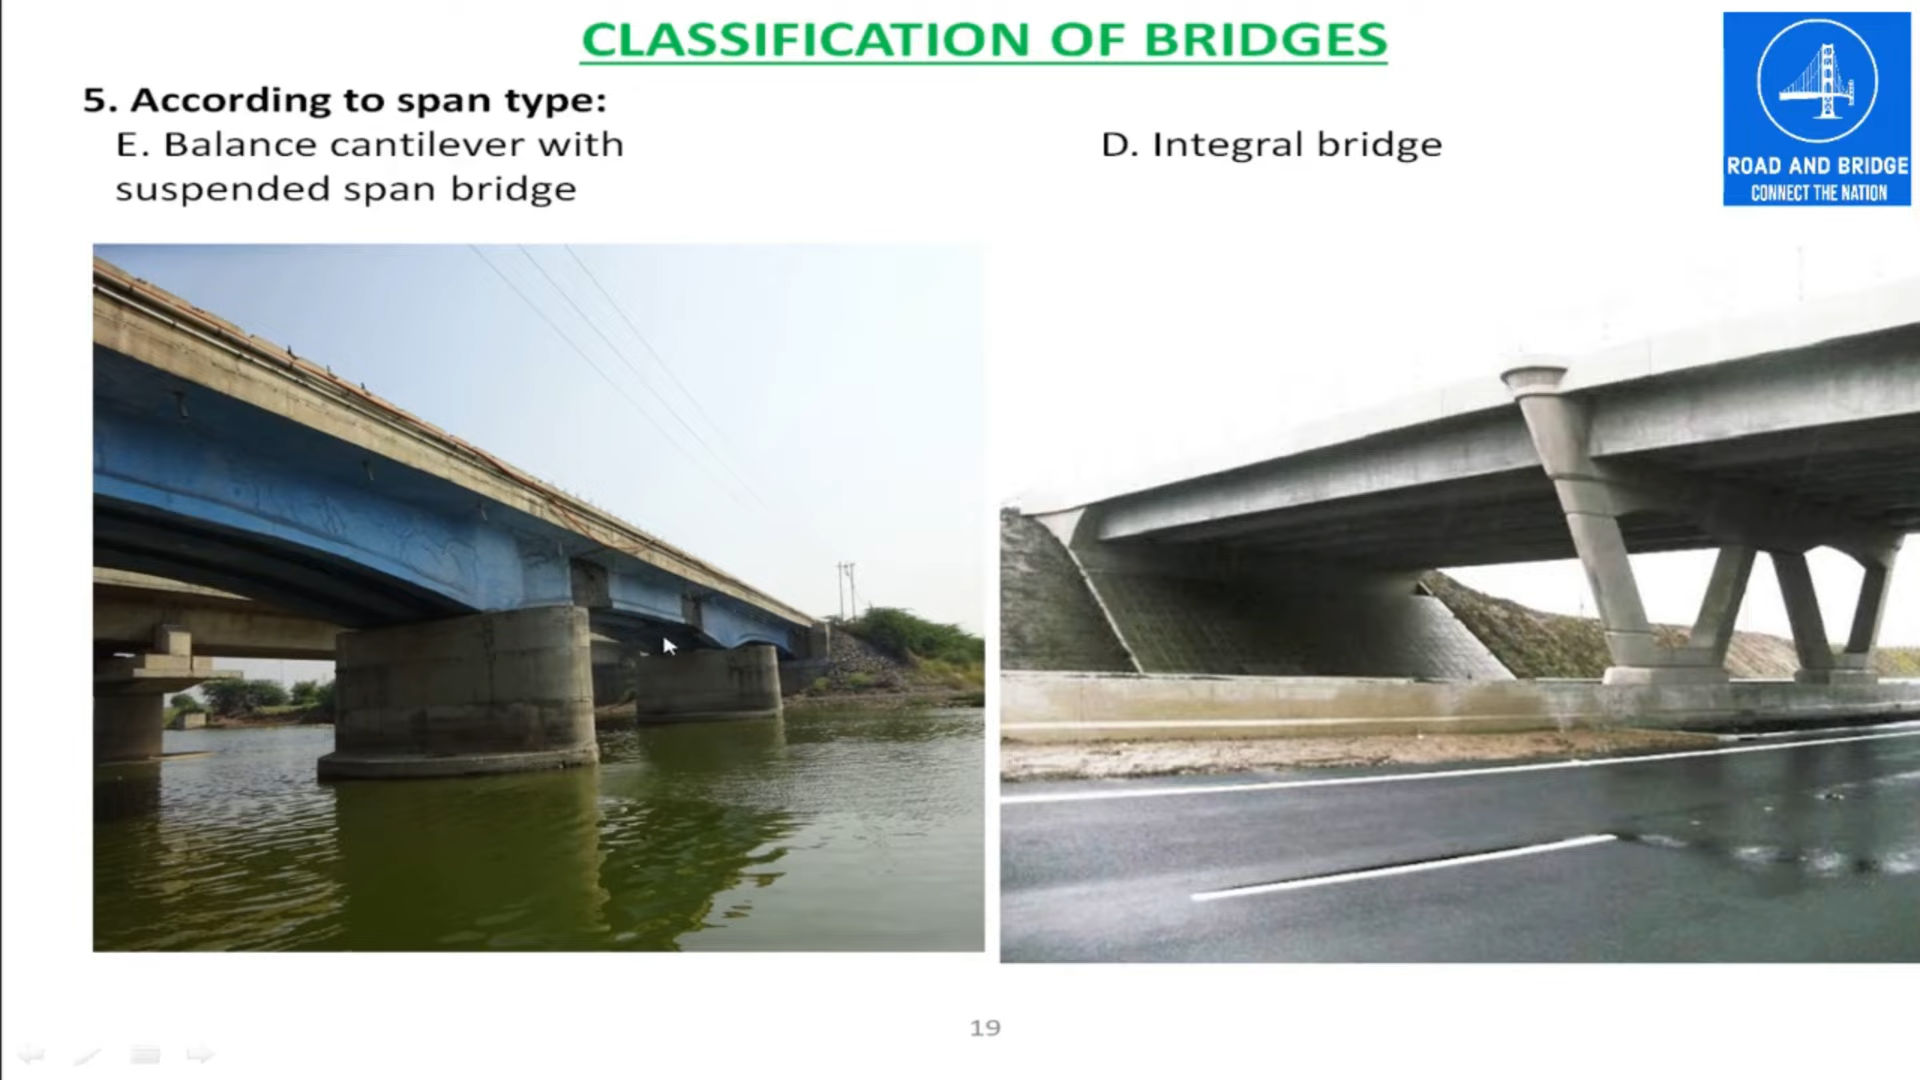 CLASSIFICATION OF BRIDGES
5. According to span type:
E. Balance cantilever with
suspended span bridge
D. Integral bridge
ROAD AND BRIDGE
CONNECT THE NATION
19